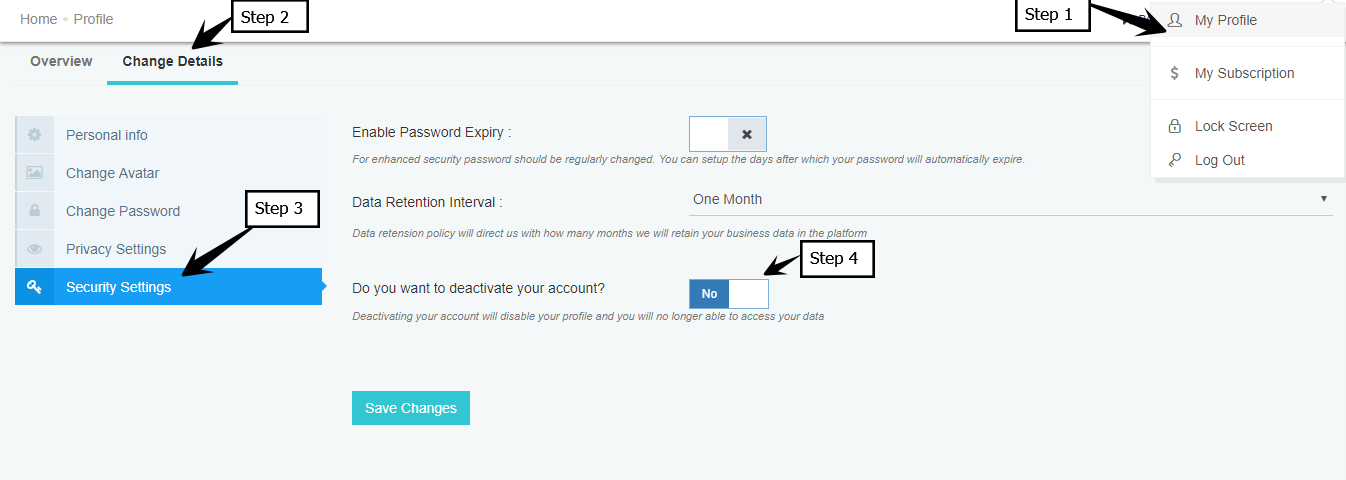 Home Profile
Step 2
Step 1
My Profile
My Subscription
Lock Screen
Log Out
Overview
Change Details
Personal info
Change Avatar
Change Password
Privacy Settings
Security Settings
Step 3
Enable Password Expiry :
For enhanced security password should be regularly changed. You can setup the days after which your password will automatically expire.
Data Retention Interval :
One Month
Data retension policy will direct us with how many months we will retain your business data in the platform
Step 4
Do you want to deactivate your account?
No
Deactivating your account will disable your profile and you will no longer able to access your data
Save Changes